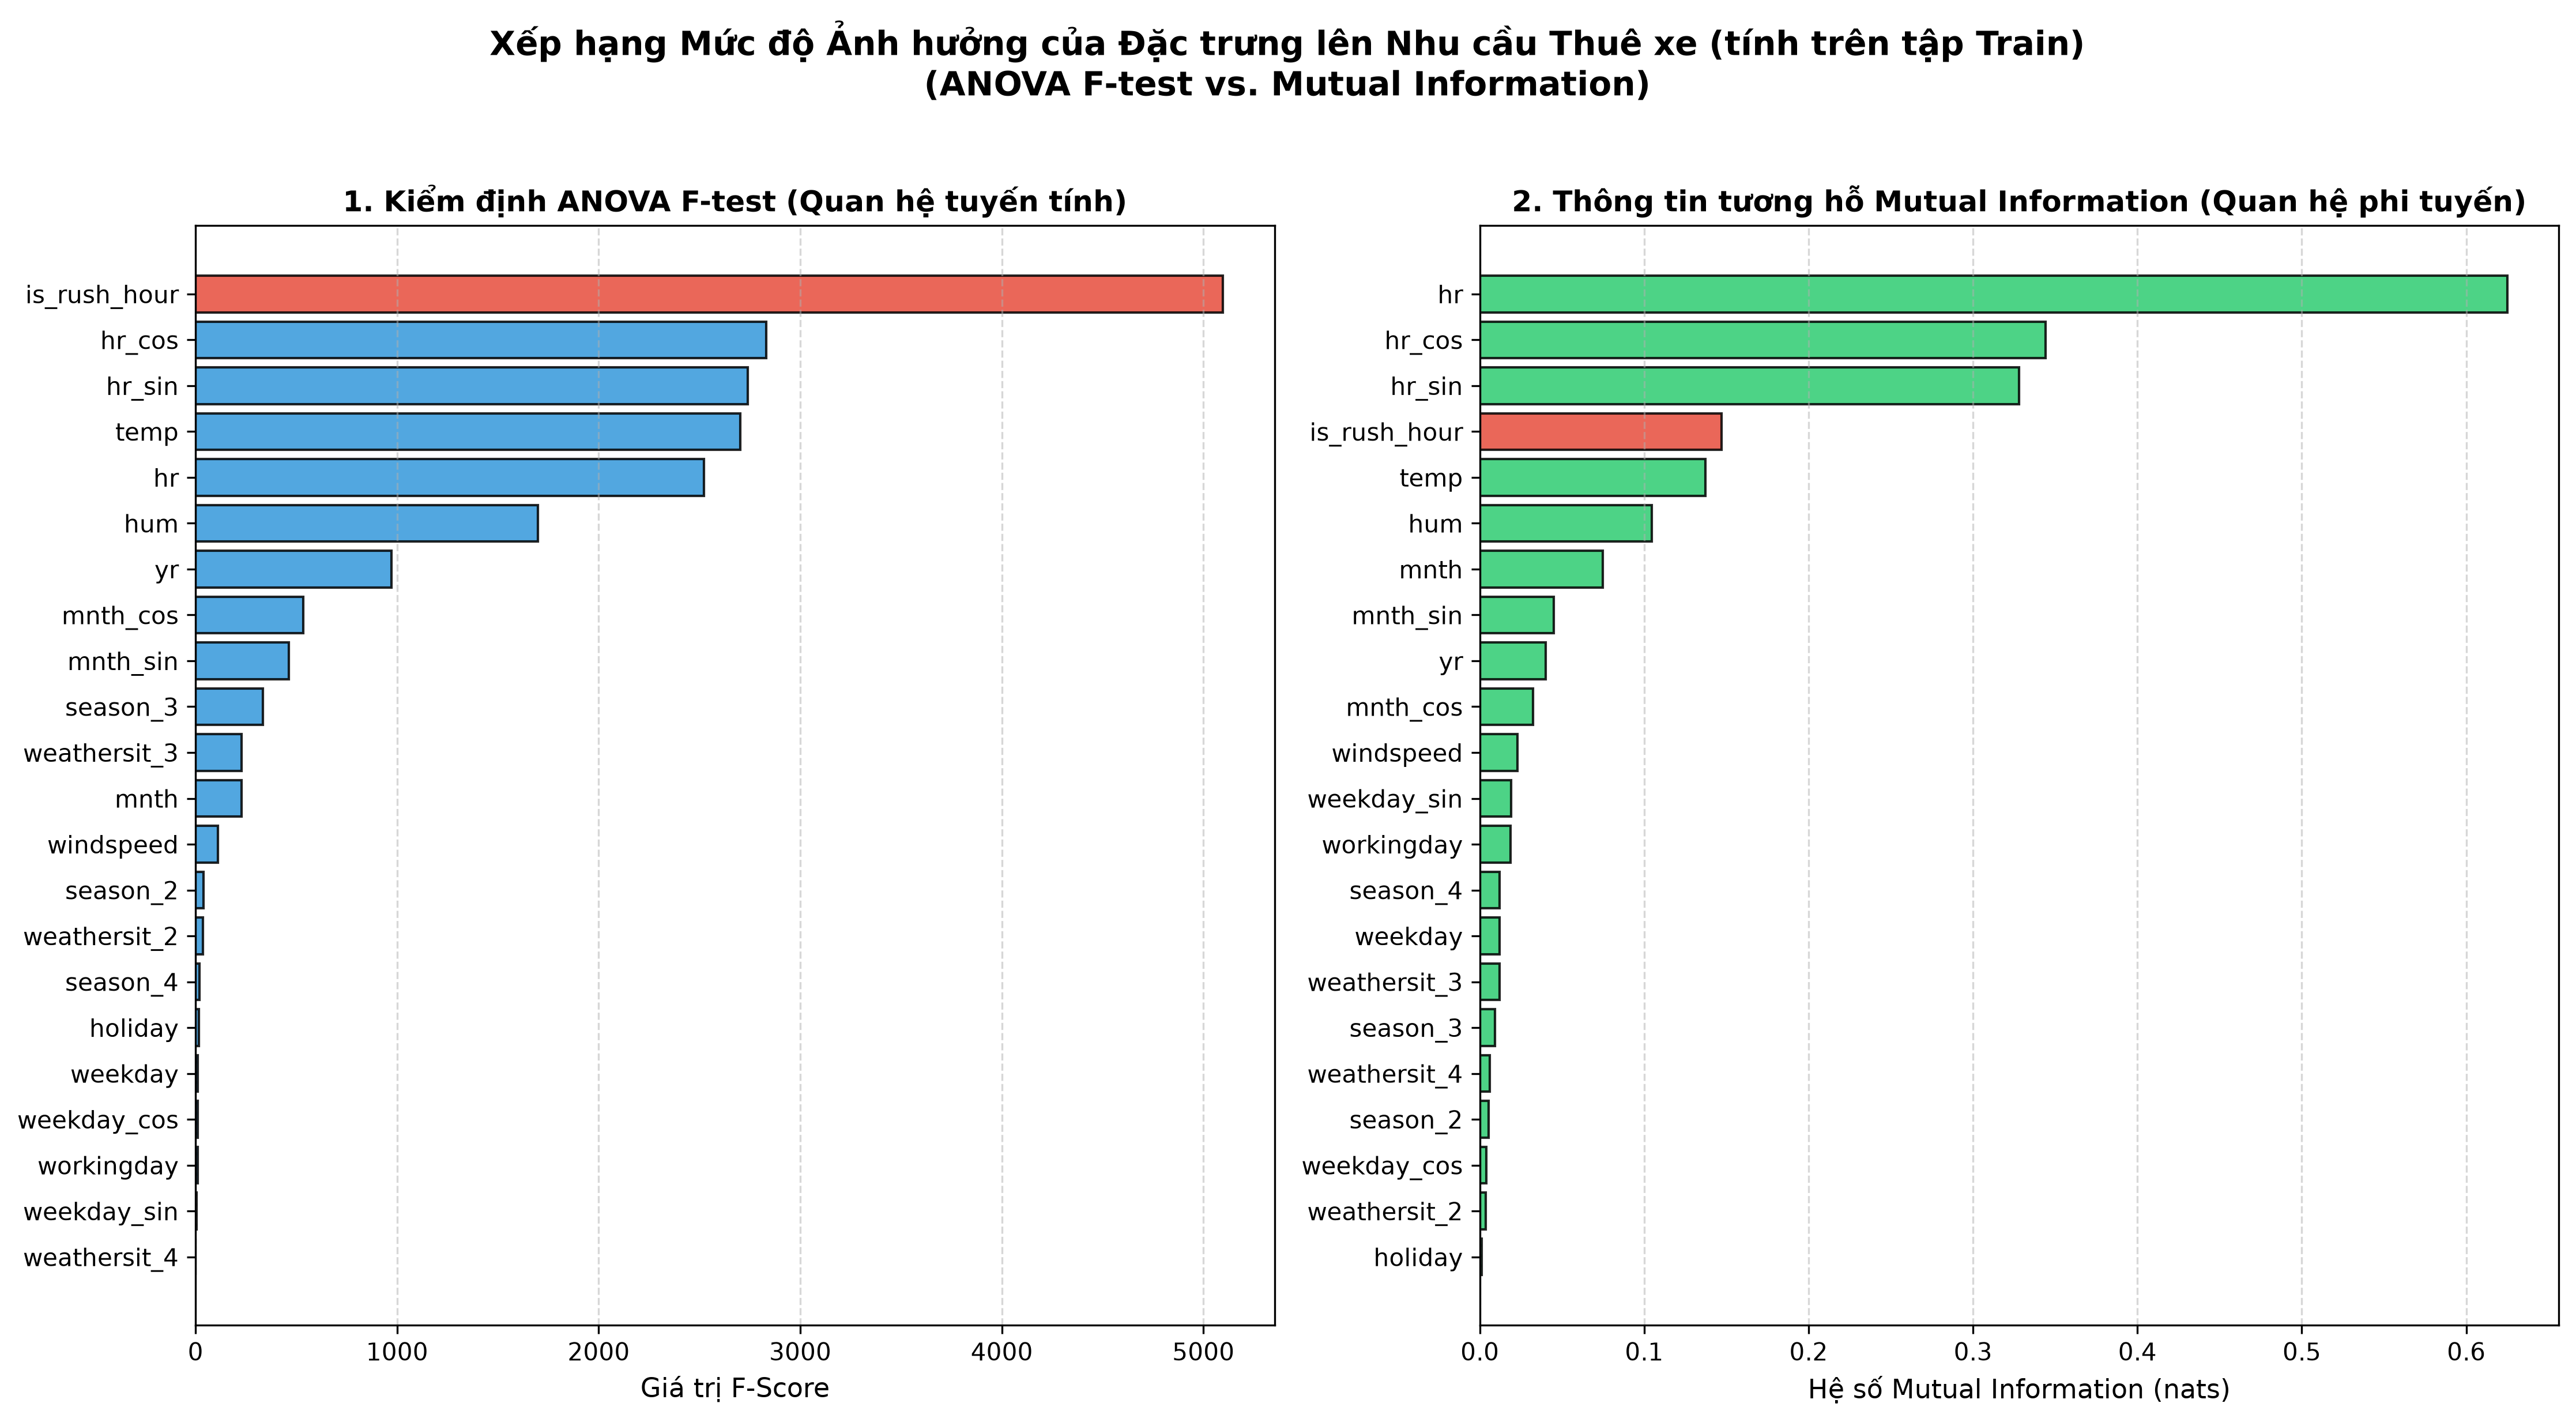 Xếp hạng Mức độ Ảnh hưởng của Đặc trưng lên Nhu cầu Thuê xe (tính trên tập Train)
(ANOVA F-test vs. Mutual Information)
1. Kiểm định ANOVA F-test (Quan hệ tuyến tính)
is_rush_hour
hr_cos
hr_sin
temp
hr
hum
yr
mnth_cos
mnth_sin
season_3
weathersit_3
mnth
windspeed
season_2
weathersit_2
season_4
holiday
weekday
weekday_cos
workingday
weekday_sin
weathersit_4
0 1000 2000 3000 4000 5000
Giá trị F-Score
2. Thông tin tương hỗ Mutual Information (Quan hệ phi tuyến)
hr
hr_cos
hr_sin
is_rush_hour
temp
hum
mnth
mnth_sin
yr
mnth_cos
windspeed
weekday_sin
workingday
season_4
weekday
weathersit_3
season_3
weathersit_4
season_2
weekday_cos
weathersit_2
holiday
0.0 0.1 0.2 0.3 0.4 0.5 0.6
Hệ số Mutual Information (nats)